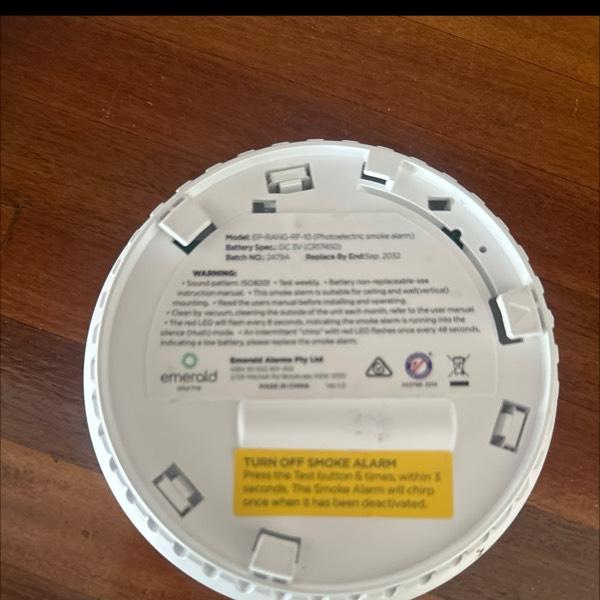 Model: EP-RANG-RF-10 (Photoelectric smoke alarm)
Battery Spec.: DC 3V (CR17450)
Batch NO.: 2479A Replace By End: Sep. 2032
WARNING:
• Sound pattern: ISO8201 • Test weekly. • Battery non-replaceable-see
instruction manual. • This smoke alarm is suitable for ceiling and wall(vertical)
mounting. • Read the users manual before installing and operating.
• Clean by vacuum, cleaning the outside of the unit each month, refer to the user manual.
• The red LED will flash every 8 seconds, indicating the smoke alarm is running into the
silence (Hush) mode. • An intermittent "chirp" with red LED flashes once every 48 seconds,
indicating a low battery, please replace the smoke alarm.
emerald
alarms
Emerald Alarms Pty Ltd
MADE IN CHINA
TURN OFF SMOKE ALARM
Press the Test button 6 times, within 3
seconds. The Smoke Alarm will chirp
once when it has been deactivated.